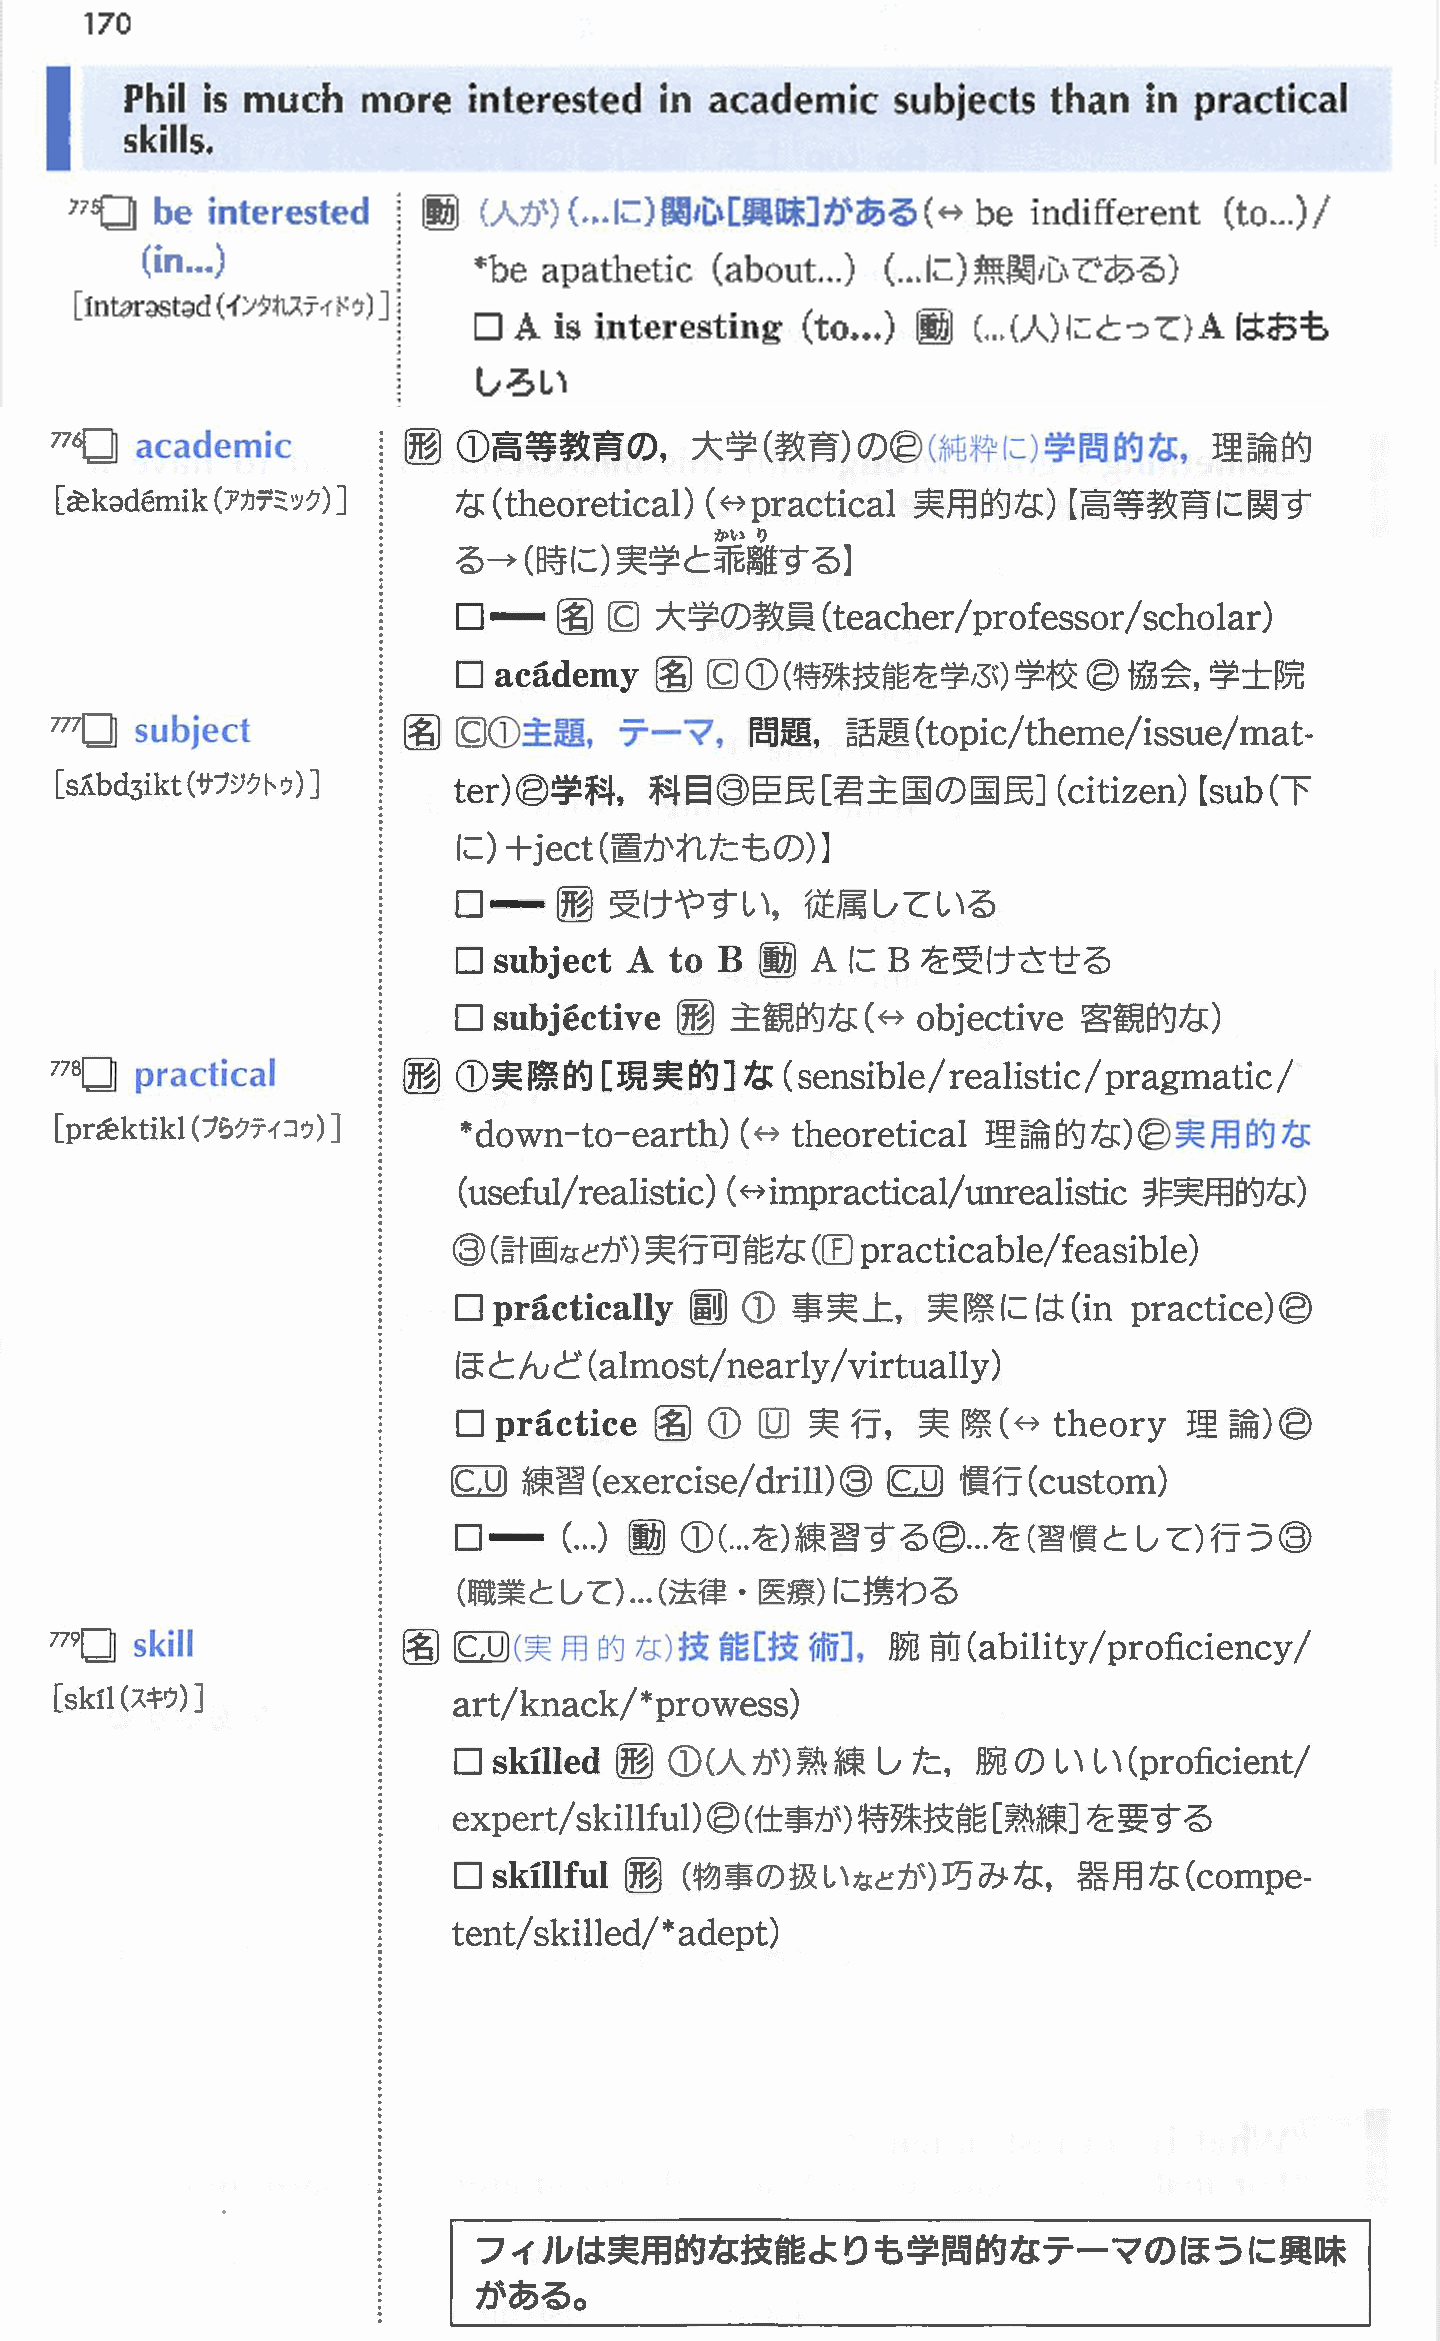 170
Phil is much more interested in academic subjects than in practical
skills.
775 be interested 動 (人が)(...に)関心[興味]がある(↔ be indifferent (to...)/
(in...) *be apathetic (about...) (...に)無関心である)
[íntərəstəd(インタれスティドゥ)]
□ A is interesting (to...) 動 (...(人)にとって)A はおも
しろい
776 academic 形 ①高等教育の, 大学(教育)の②(純粋に)学問的な, 理論的
[æ̀kədémik(アカデミック)] な(theoretical)(↔practical 実用的な)【高等教育に関す
かい り
る→(時に)実学と乖離する】
□━ 名 C 大学の教員(teacher/professor/scholar)
□ acádemy 名 C①(特殊技能を学ぶ)学校②協会, 学士院
777 subject 名 C①主題, テーマ, 問題, 話題(topic/theme/issue/mat-
[sʌ́bdʒikt(サブジクトゥ)] ter)②学科, 科目③臣民[君主国の国民](citizen)【sub(下
に)+ject(置かれたもの)】
□━ 形 受けやすい, 従属している
□ subject A to B 動 A に B を受けさせる
□ subjéctive 形 主観的な(↔ objective 客観的な)
778 practical 形 ①実際的[現実的]な(sensible/realistic/pragmatic/
[præ̂ktikl(プらクティコゥ)] *down-to-earth)(↔ theoretical 理論的な)②実用的な
(useful/realistic)(↔impractical/unrealistic 非実用的な)
③(計画などが)実行可能な(F practicable/feasible)
□ práctically 副 ① 事実上, 実際には(in practice)②
ほとんど(almost/nearly/virtually)
□ práctice 名 ① U 実行, 実際(↔ theory 理論)②
C,U 練習(exercise/drill)③ C,U 慣行(custom)
□━ (...) 動 ①(...を)練習する②...を(習慣として)行う③
(職業として)...(法律・医療)に携わる
779 skill 名 C,U(実用的な)技能[技術], 腕前(ability/proficiency/
[skíl(スキウ)] art/knack/*prowess)
□ skílled 形 ①(人が)熟練した, 腕のいい(proficient/
expert/skillful)②(仕事が)特殊技能[熟練]を要する
□ skíllful 形 (物事の扱いなどが)巧みな, 器用な(compe-
tent/skilled/*adept)
フィルは実用的な技能よりも学問的なテーマのほうに興味
がある。